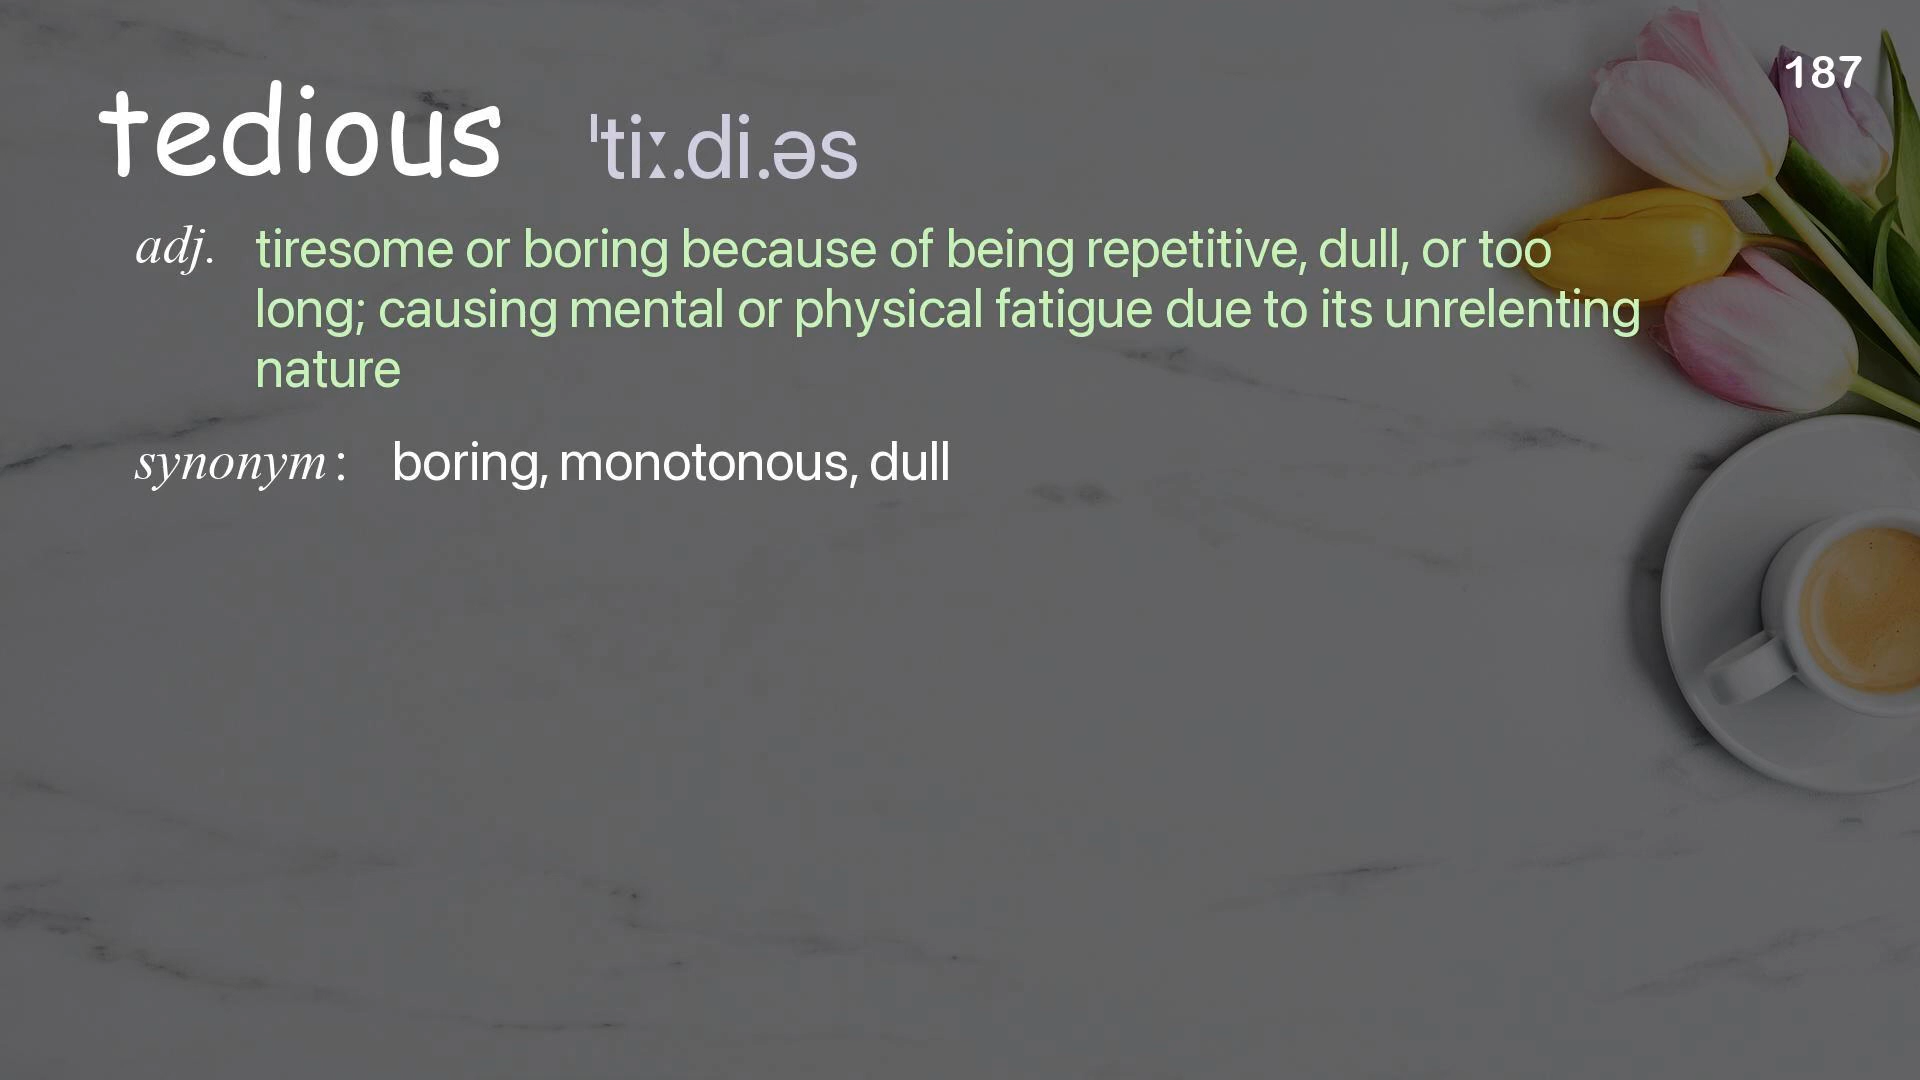 187
tedious ˈtiː.di.əs
adj. tiresome or boring because of being repetitive, dull, or too
long; causing mental or physical fatigue due to its unrelenting
nature
synonym : boring, monotonous, dull